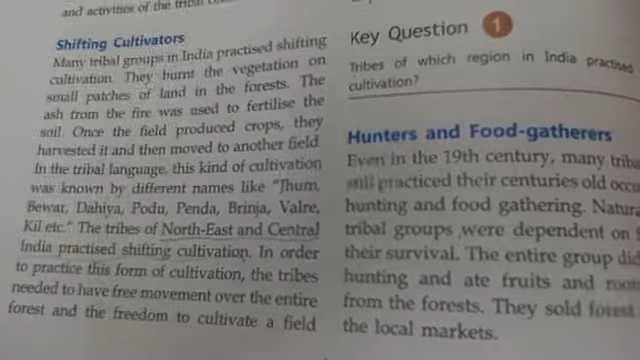 and activities of the tribal
Shifting Cultivators
Many tribal groups in India practised shifting
cultivation. They burnt the vegetation on
small patches of land in the forests. The
ash from the fire was used to fertilise the
soil. Once the field produced crops, they
harvested it and then moved to another field
In the tribal language, this kind of cultivation
was known by different names like "Jhum,
Bewar, Dahiya, Podu, Penda, Brinja, Valre,
Kil etc." The tribes of North-East and Central
India practised shifting cultivation. In order
to practice this form of cultivation, the tribes
needed to have free movement over the entire
forest and the freedom to cultivate a field
Key Question 1
Tribes of which region in India practised
cultivation?
Hunters and Food-gatherers
Even in the 19th century, many
still practiced their centuries old
hunting and food gathering.
tribal groups were dependent on
their survival. The entire group
hunting and ate fruits and
from the forests. They sold forest
the local markets.